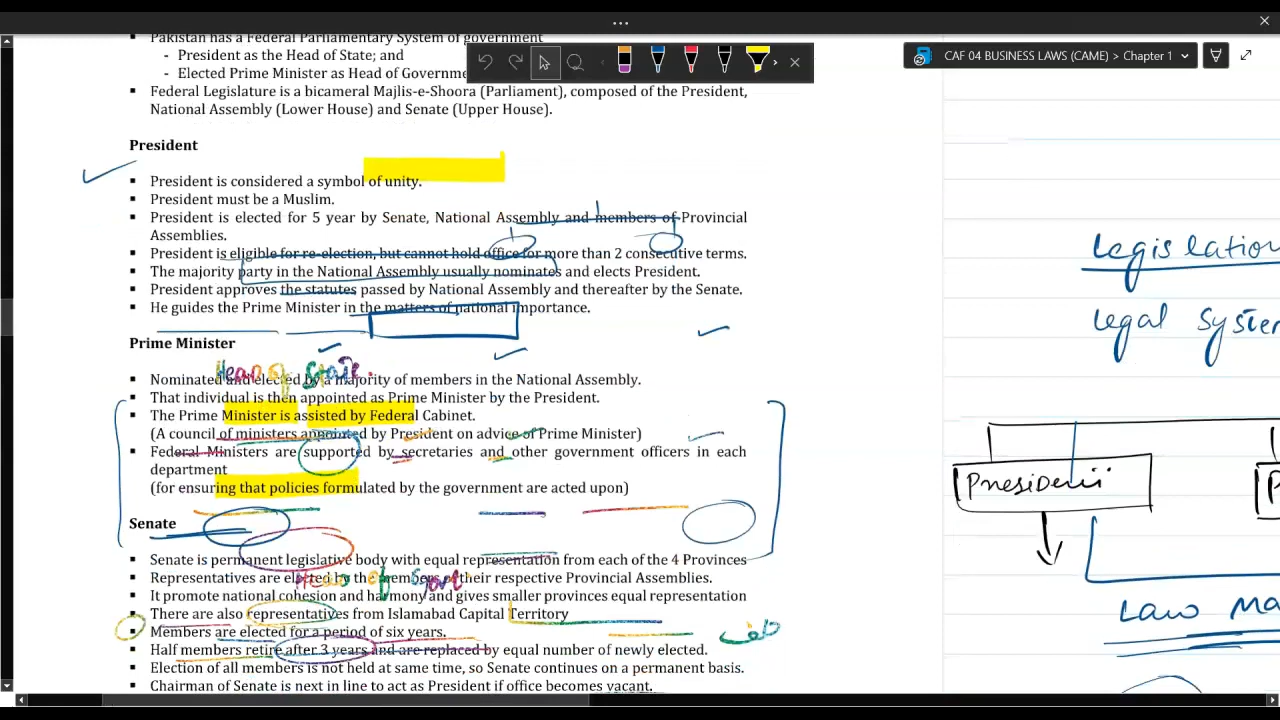 CAF 04 BUSINESS LAWS (CAME) > Chapter 1
Pakistan has a Federal Parliamentary System of government
- President as the Head of State; and
- Elected Prime Minister as Head of Governme
▪ Federal Legislature is a bicameral Majlis-e-Shoora (Parliament), composed of the President,
National Assembly (Lower House) and Senate (Upper House).
President
▪ President is considered a symbol of unity.
▪ President must be a Muslim.
▪ President is elected for 5 year by Senate, National Assembly and members of Provincial
Assemblies.
▪ President is eligible for re-election, but cannot hold office for more than 2 consecutive terms.
▪ The majority party in the National Assembly usually nominates and elects President.
▪ President approves the statutes passed by National Assembly and thereafter by the Senate.
▪ He guides the Prime Minister in the matters of national importance.
Prime Minister
Head of State.
▪ Nominated and elected by a majority of members in the National Assembly.
▪ That individual is then appointed as Prime Minister by the President.
▪ The Prime Minister is assisted by Federal Cabinet.
(A council of ministers appointed by President on advice of Prime Minister)
▪ Federal Ministers are supported by secretaries and other government officers in each
department
(for ensuring that policies formulated by the government are acted upon)
Senate
▪ Senate is permanent legislative body with equal representation from each of the 4 Provinces
▪ Representatives are elected by the members of their respective Provincial Assemblies.
Head of
▪ It promote national cohesion and harmony and gives smaller provinces equal representation
▪ There are also representatives from Islamabad Capital Territory
▪ Members are elected for a period of six years.
▪ Half members retire after 3 years and are replaced by equal number of newly elected.
▪ Election of all members is not held at same time, so Senate continues on a permanent basis.
▪ Chairman of Senate is next in line to act as President if office becomes vacant.
Legislation
Legal System
P
Law Ma